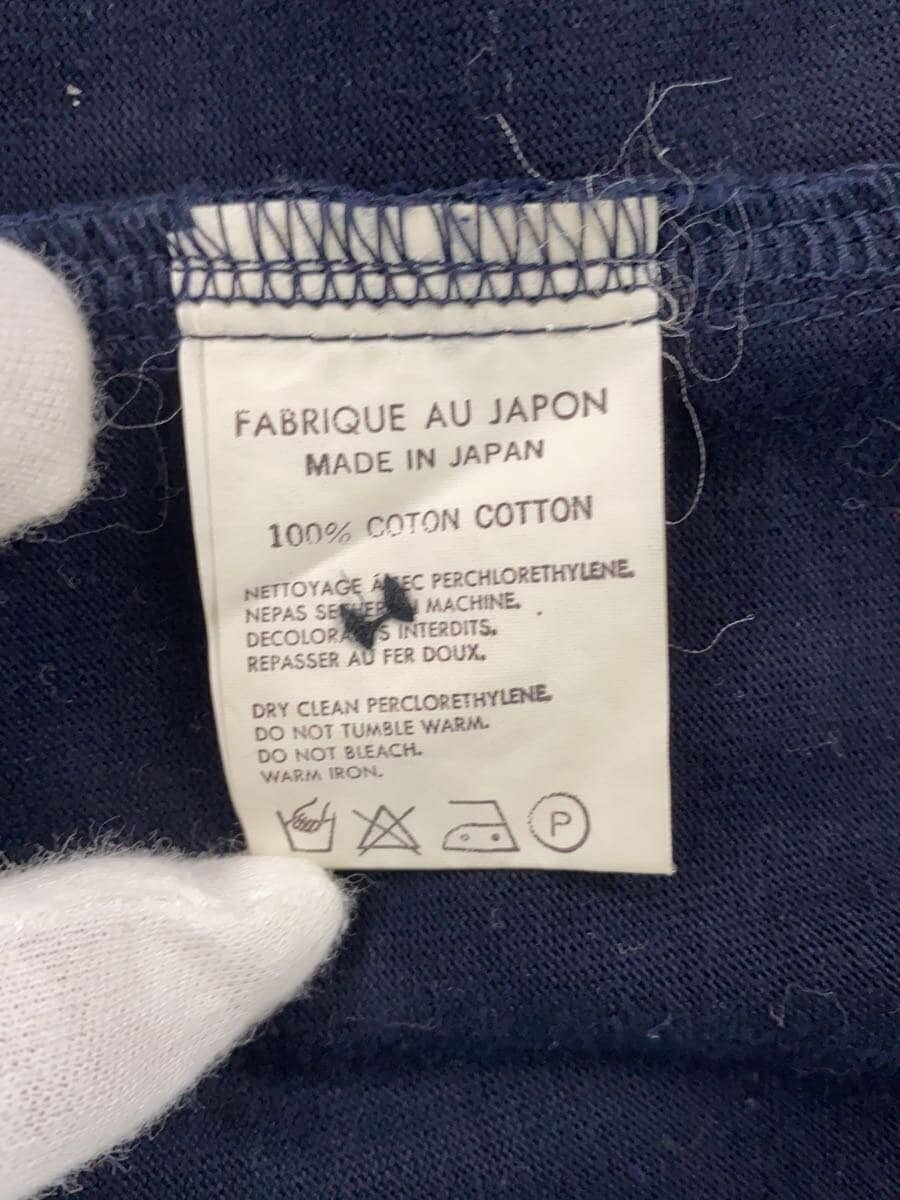 FABRIQUE AU JAPON
MADE IN JAPAN
100% COTON COTTON
NETTOYAGE PERCHLORETHYLENE.
NEPAS MACHINE.
INTERDITS.
REPASSER AU FER DOUX.
DRY CLEAN PERCLORETHYLENE.
DO NOT TUMBLE WARM.
DO NOT BLEACH.
WARM IRON.
P